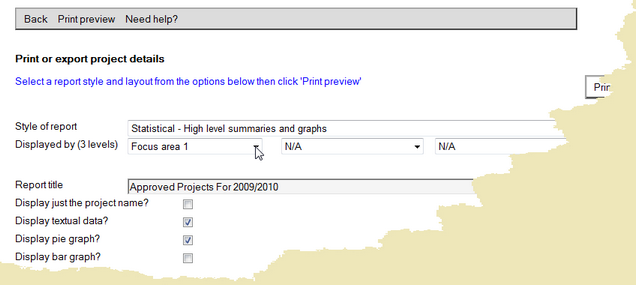 Back Print preview Need help?
Print or export project details
Select a report style and layout from the options below then click 'Print preview'
Style of report Statistical - High level summaries and graphs
Displayed by (3 levels) Focus area 1 N/A N/A
Report title Approved Projects For 2009/2010
Display just the project name?
Display textual data?
Display pie graph?
Display bar graph?